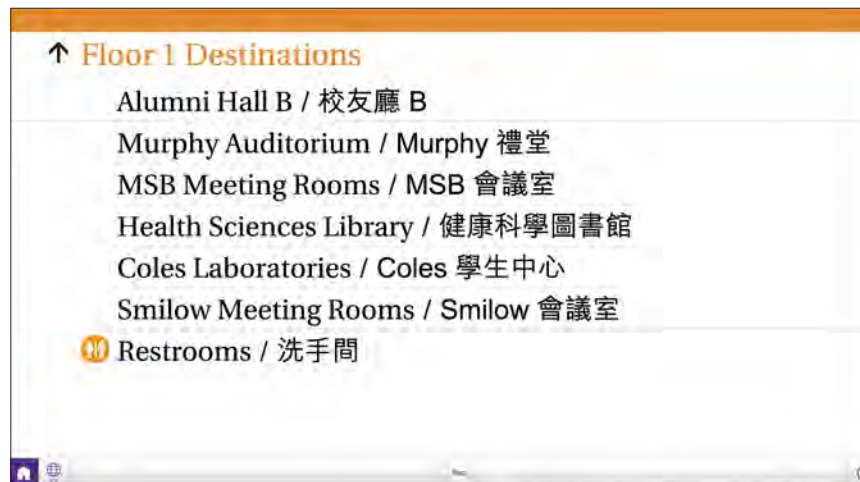 ↑ Floor 1 Destinations
Alumni Hall B / 校友廳 B
Murphy Auditorium / Murphy 禮堂
MSB Meeting Rooms / MSB 會議室
Health Sciences Library / 健康科學圖書館
Coles Laboratories / Coles 學生中心
Smilow Meeting Rooms / Smilow 會議室
Restrooms / 洗手間